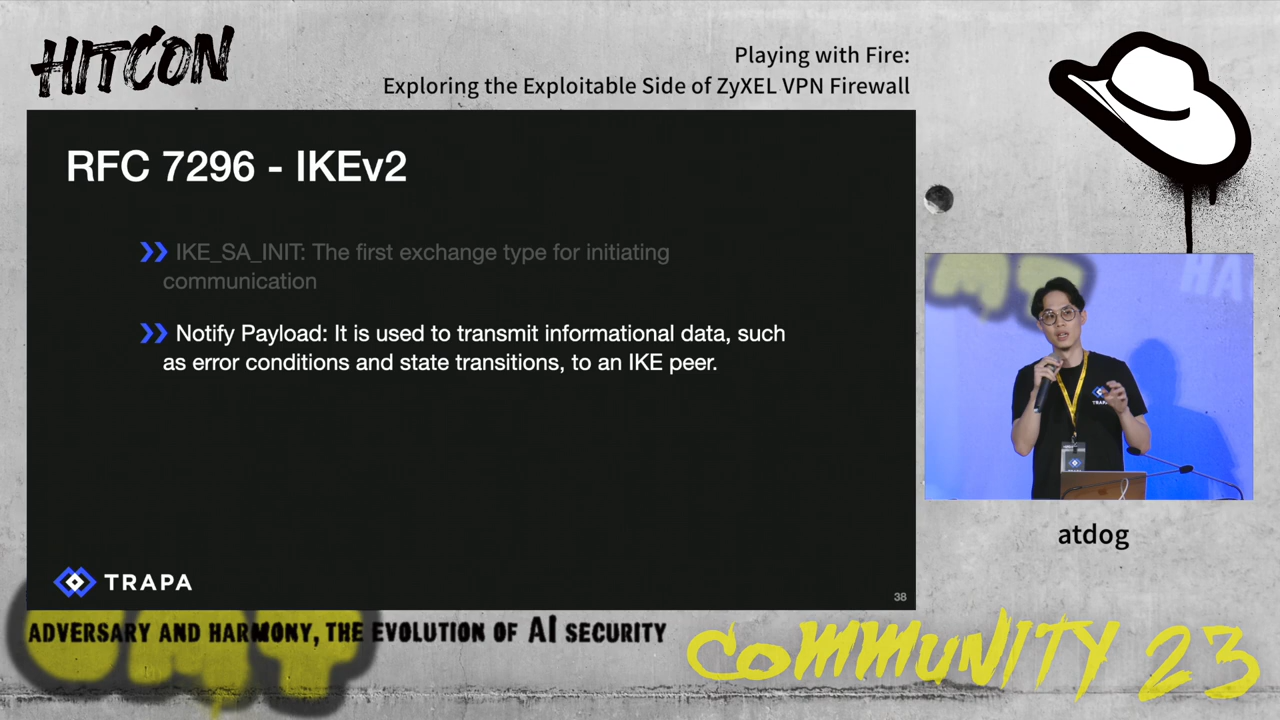 HITCON
Playing with Fire:
Exploring the Exploitable Side of ZyXEL VPN Firewall
RFC 7296 - IKEv2
IKE_SA_INIT: The first exchange type for initiating
communication
Notify Payload: It is used to transmit informational data, such
as error conditions and state transitions, to an IKE peer.
TRAPA
38
TRAPA
atdog
ADVERSARY AND HARMONY, THE EVOLUTION OF AI SECURITY
COMMUNITY 23